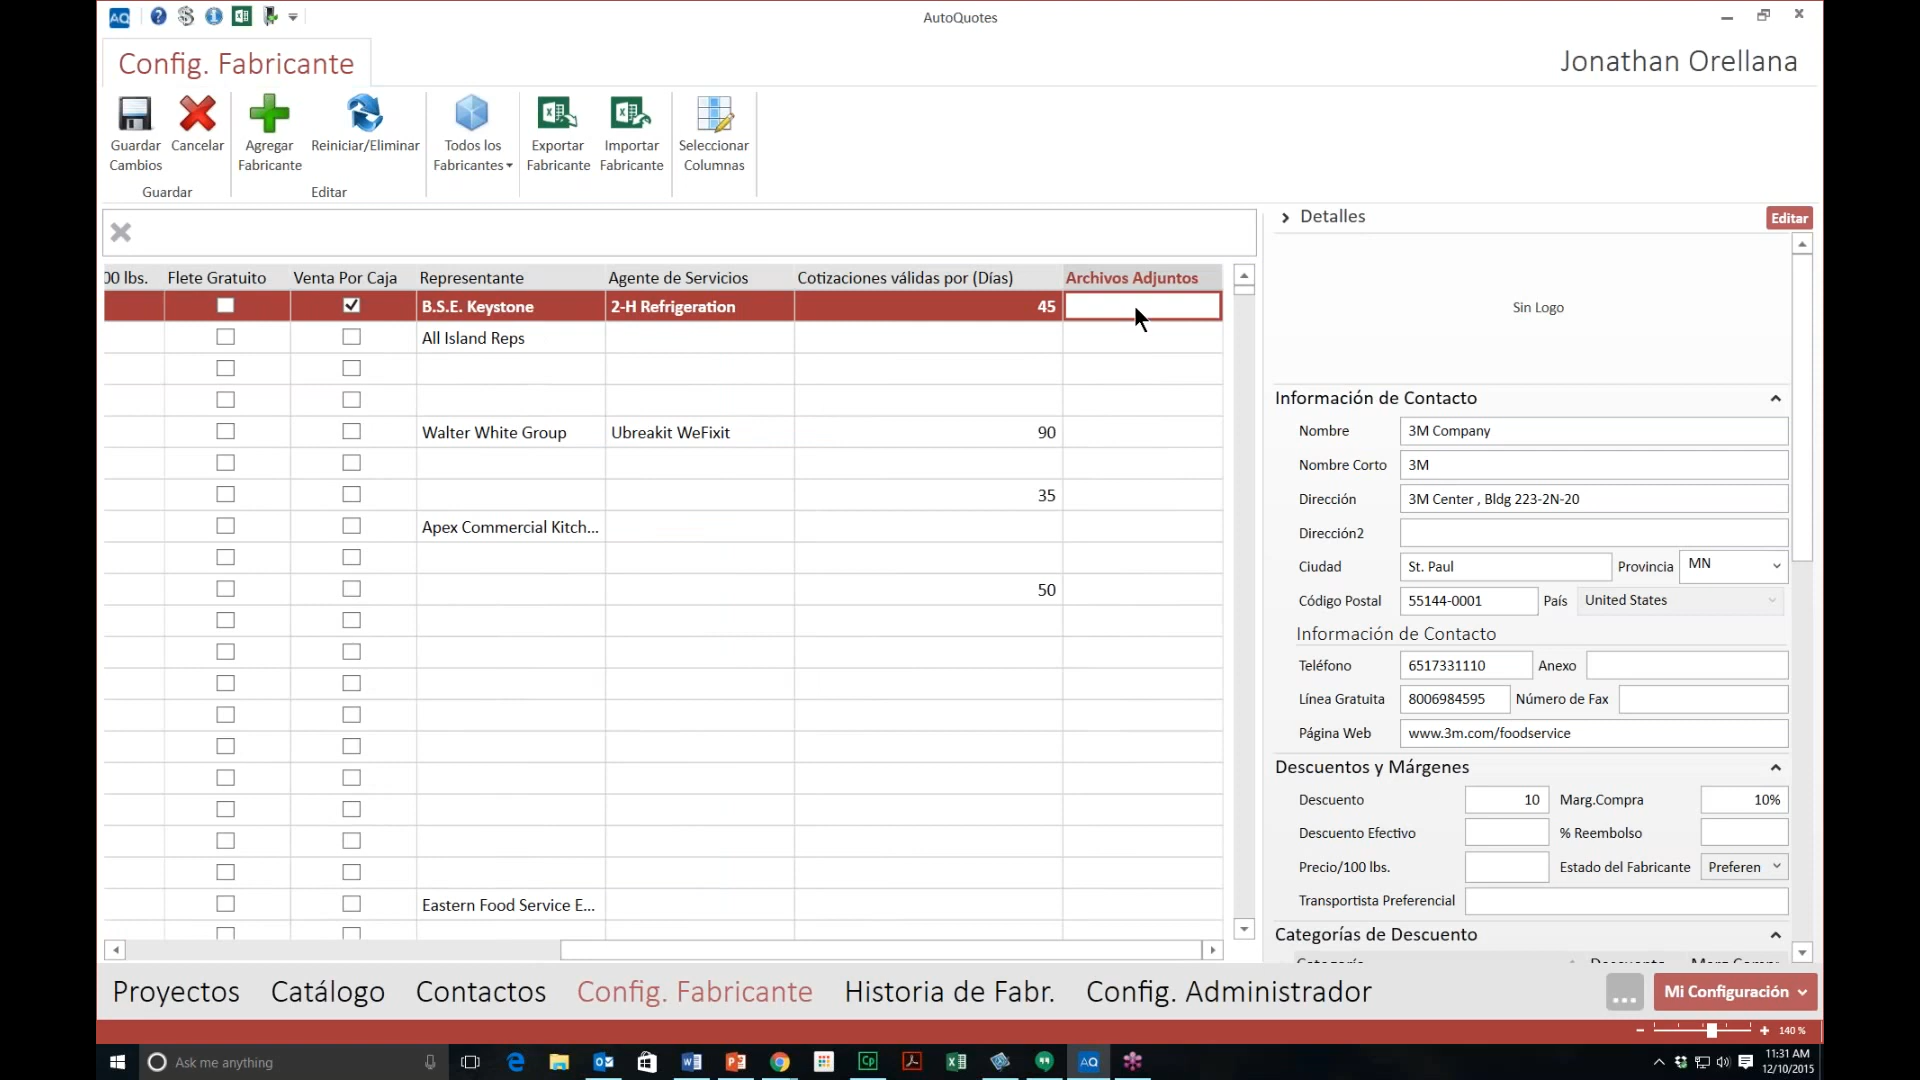 AQ
AutoQuotes
Config. Fabricante
Jonathan Orellana
Guardar Cambios
Cancelar
Agregar Fabricante
Reiniciar/Eliminar
Todos los Fabricantes
Exportar Fabricante
Importar Fabricante
Seleccionar Columnas
Guardar
Editar
Detalles
Editar
00 lbs. Flete Gratuito Venta Por Caja Representante Agente de Servicios Cotizaciones válidas por (Días) Archivos Adjuntos
B.S.E. Keystone 2-H Refrigeration 45
All Island Reps
Walter White Group Ubreakit WeFixit 90
35
Apex Commercial Kitch...
50
Eastern Food Service E...
Sin Logo
Información de Contacto
Nombre 3M Company
Nombre Corto 3M
Dirección 3M Center , Bldg 223-2N-20
Dirección2
Ciudad St. Paul Provincia MN
Código Postal 55144-0001 País United States
Información de Contacto
Teléfono 6517331110 Anexo
Línea Gratuita 8006984595 Número de Fax
Página Web www.3m.com/foodservice
Descuentos y Márgenes
Descuento 10 Marg.Compra 10%
Descuento Efectivo % Reembolso
Precio/100 lbs. Estado del Fabricante Preferen
Transportista Preferencial
Categorías de Descuento
Proyectos Catálogo Contactos Config. Fabricante Historia de Fabr. Config. Administrador ... Mi Configuración
140 %
Ask me anything
11:31 AM
12/10/2015